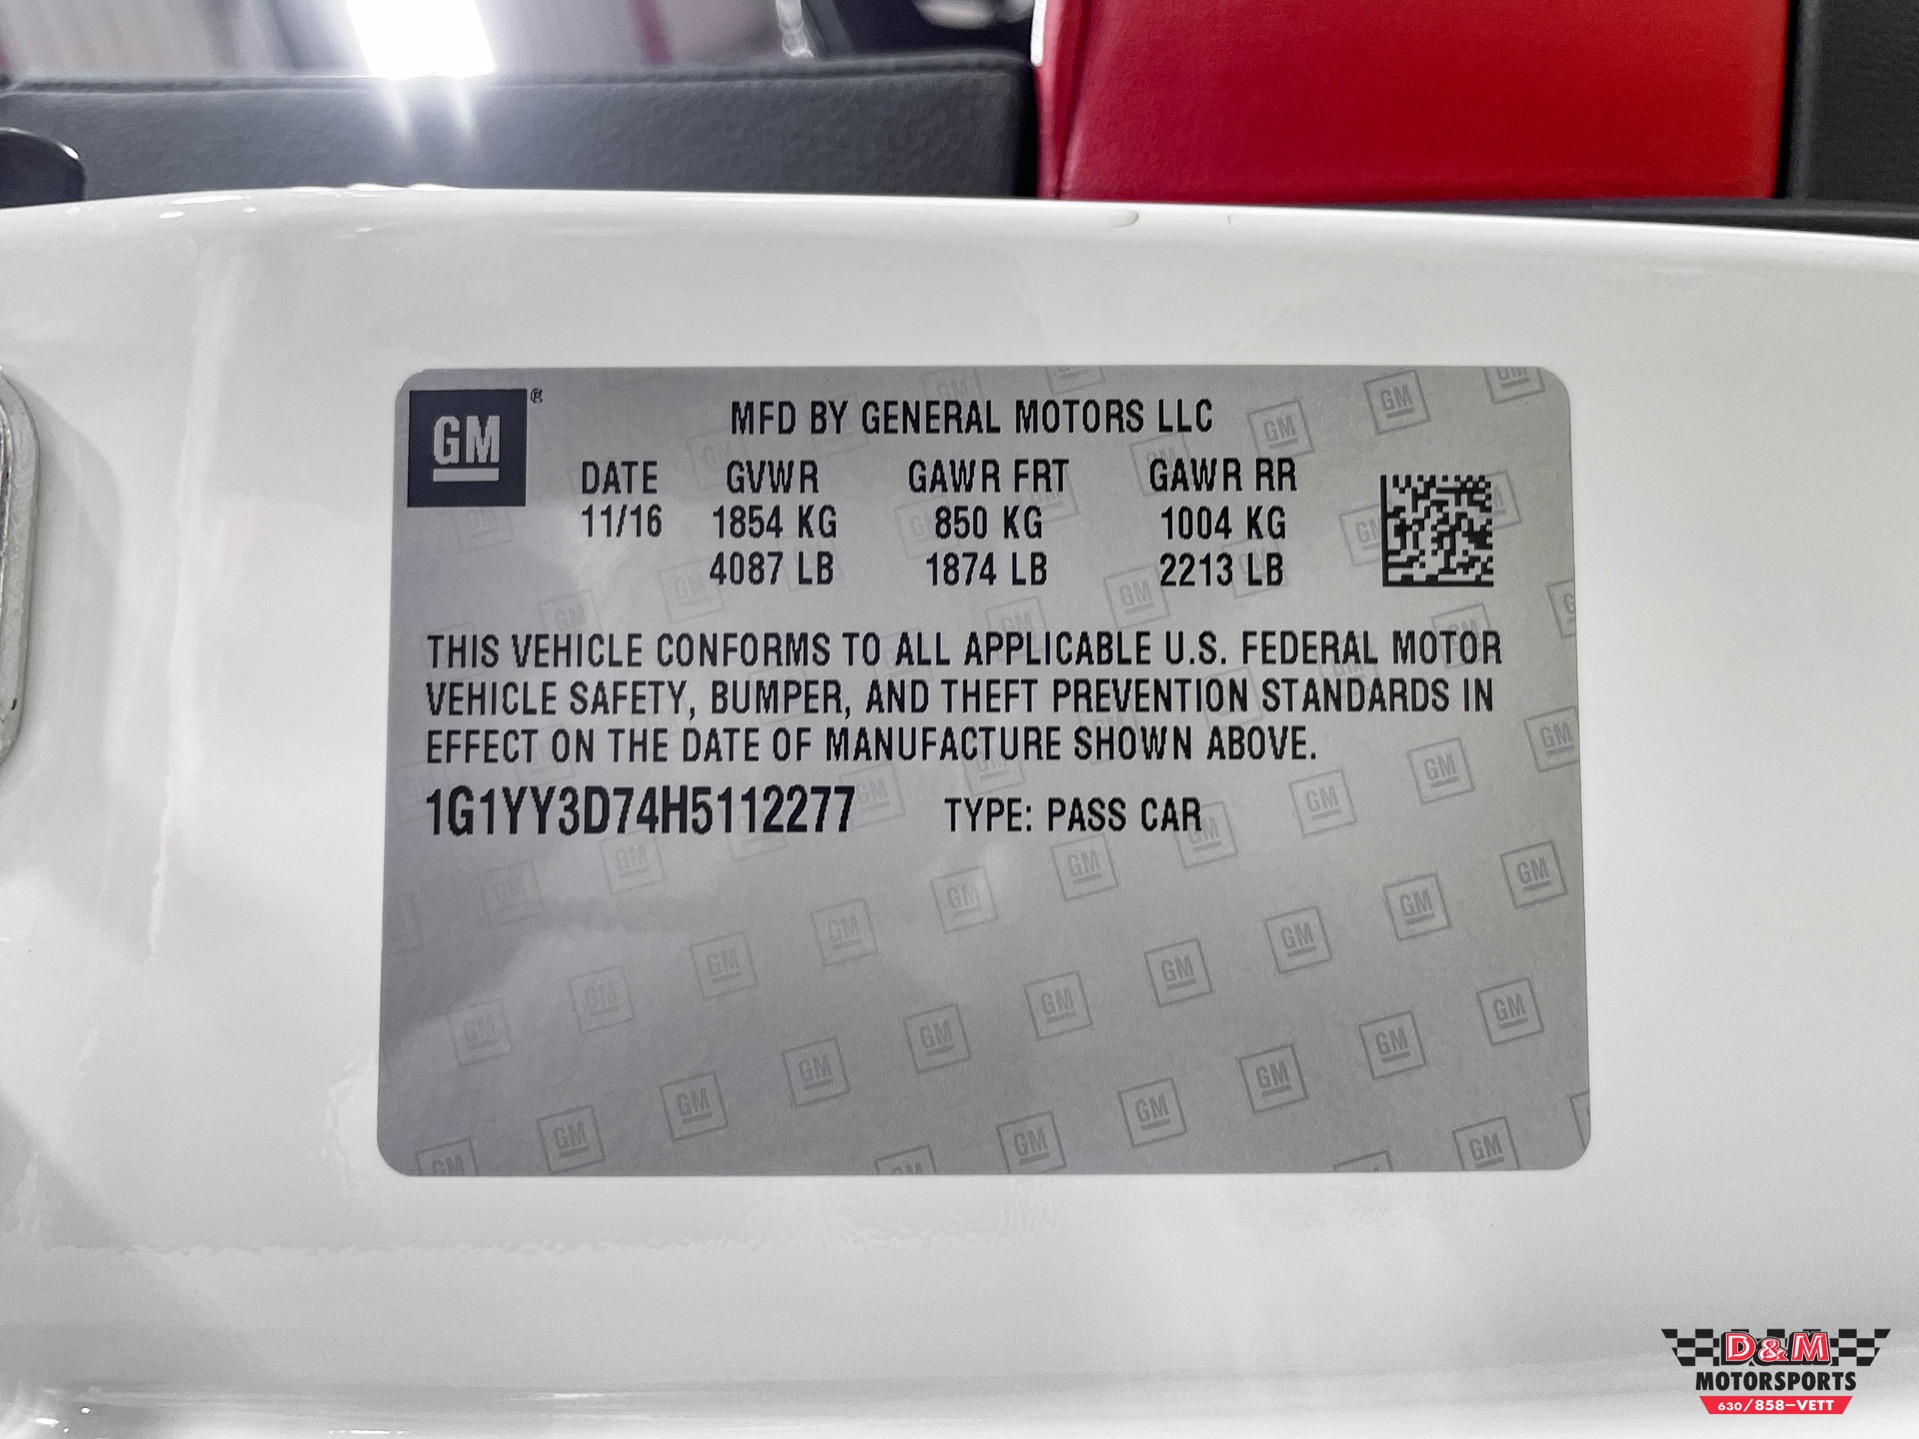 GM ®
MFD BY GENERAL MOTORS LLC
DATE GVWR GAWR FRT GAWR RR
11/16 1854 KG 850 KG 1004 KG
4087 LB 1874 LB 2213 LB
THIS VEHICLE CONFORMS TO ALL APPLICABLE U.S. FEDERAL MOTOR
VEHICLE SAFETY, BUMPER, AND THEFT PREVENTION STANDARDS IN
EFFECT ON THE DATE OF MANUFACTURE SHOWN ABOVE.
1G1YY3D74H5112277 TYPE: PASS CAR
D&M
MOTORSPORTS
630/858-VETT